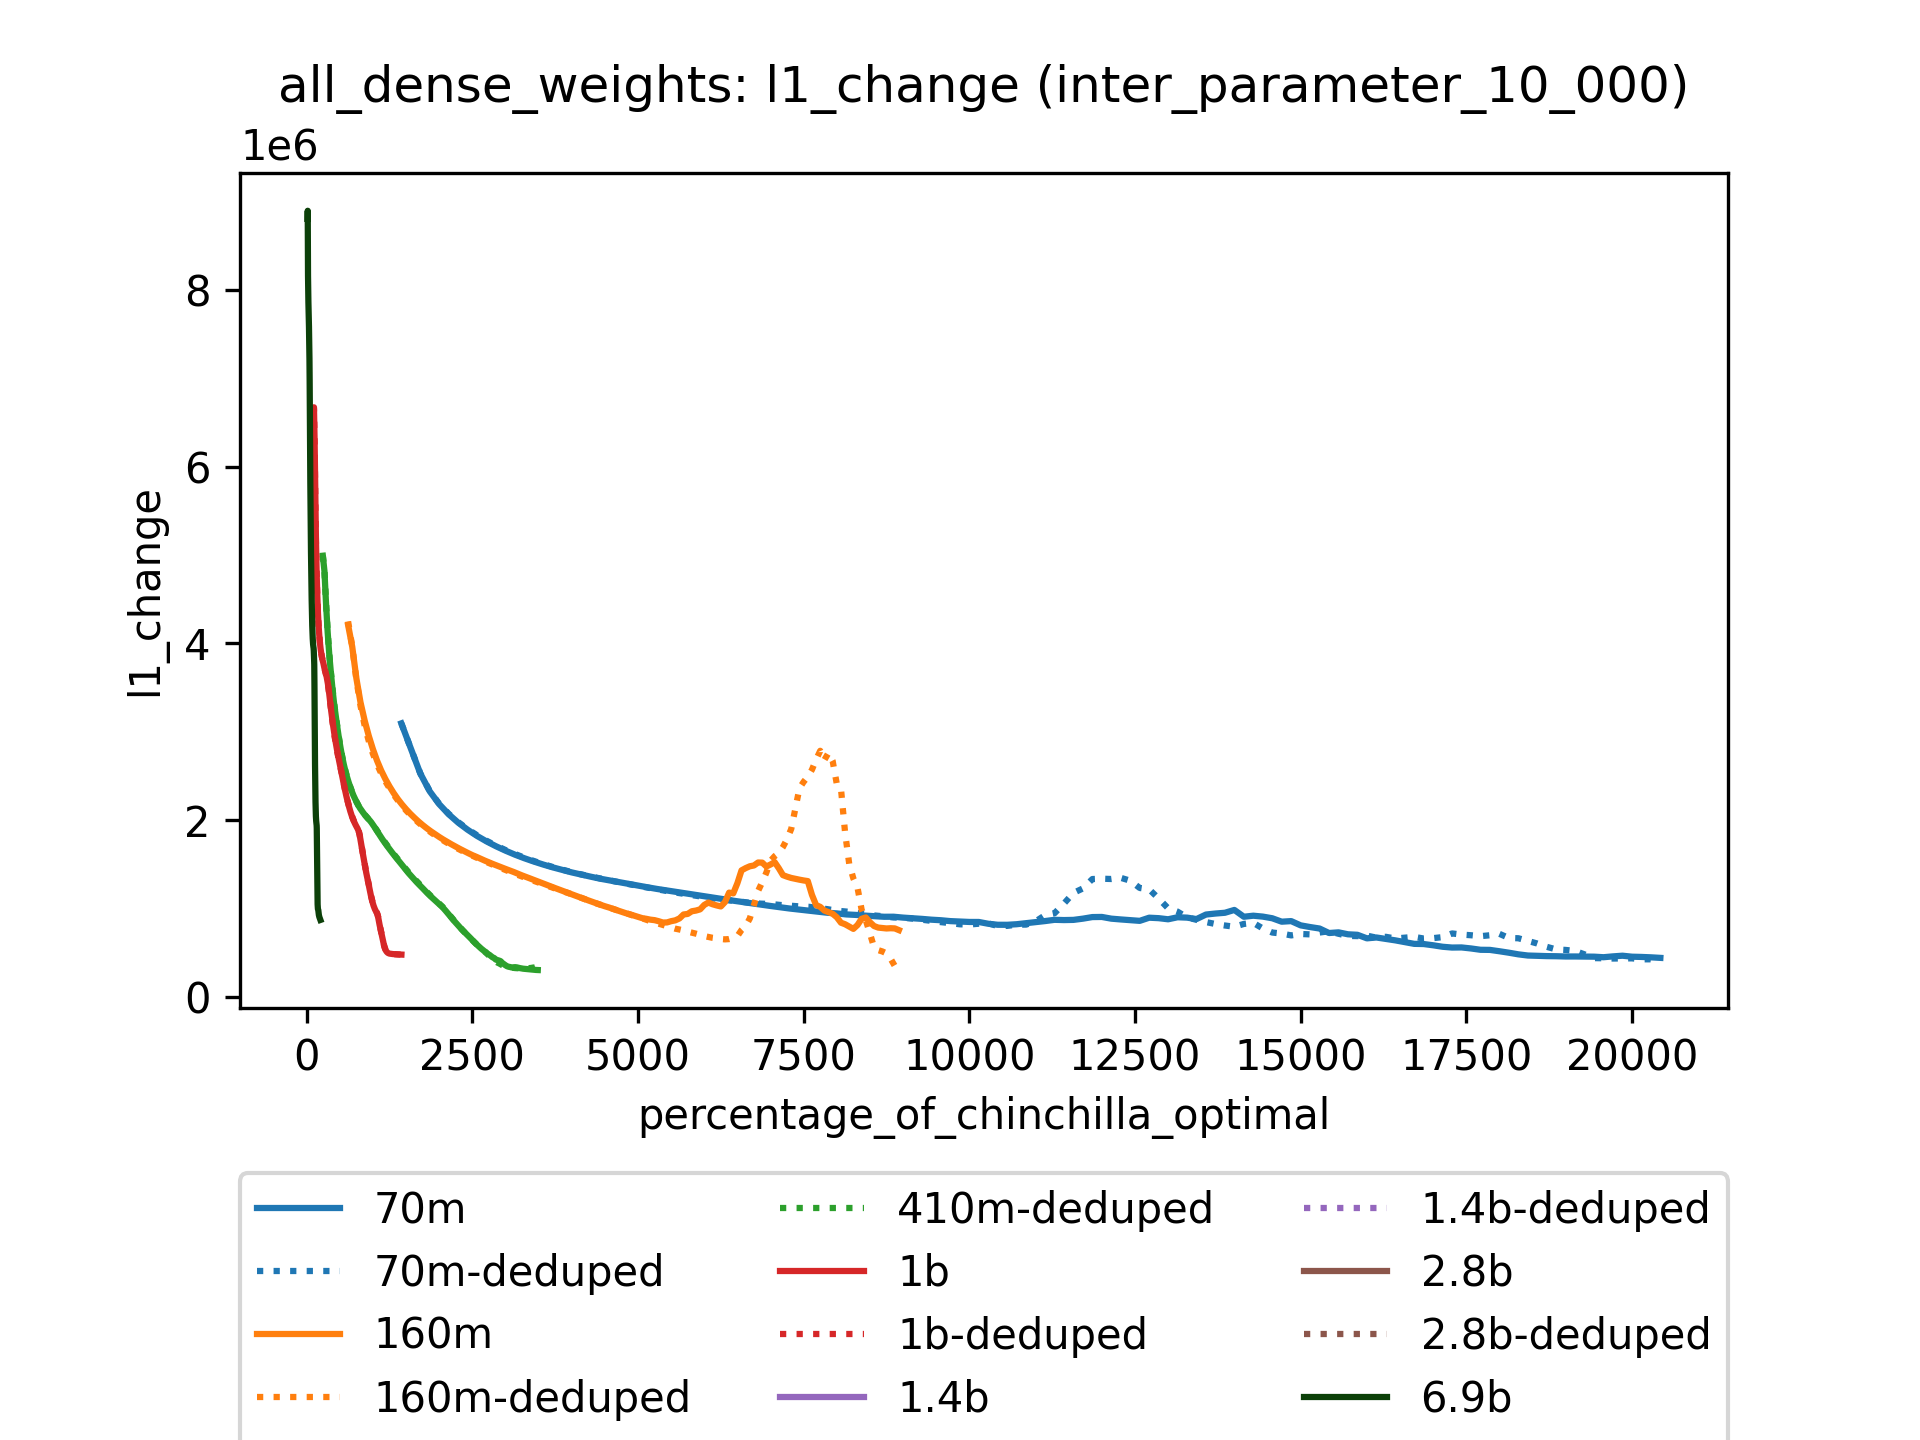 all_dense_weights: l1_change (inter_parameter_10_000)
1e6
8
6
4
2
0
l1_change
0 2500 5000 7500 10000 12500 15000 17500 20000
percentage_of_chinchilla_optimal
70m
70m-deduped
160m
160m-deduped
410m-deduped
1b
1b-deduped
1.4b
1.4b-deduped
2.8b
2.8b-deduped
6.9b